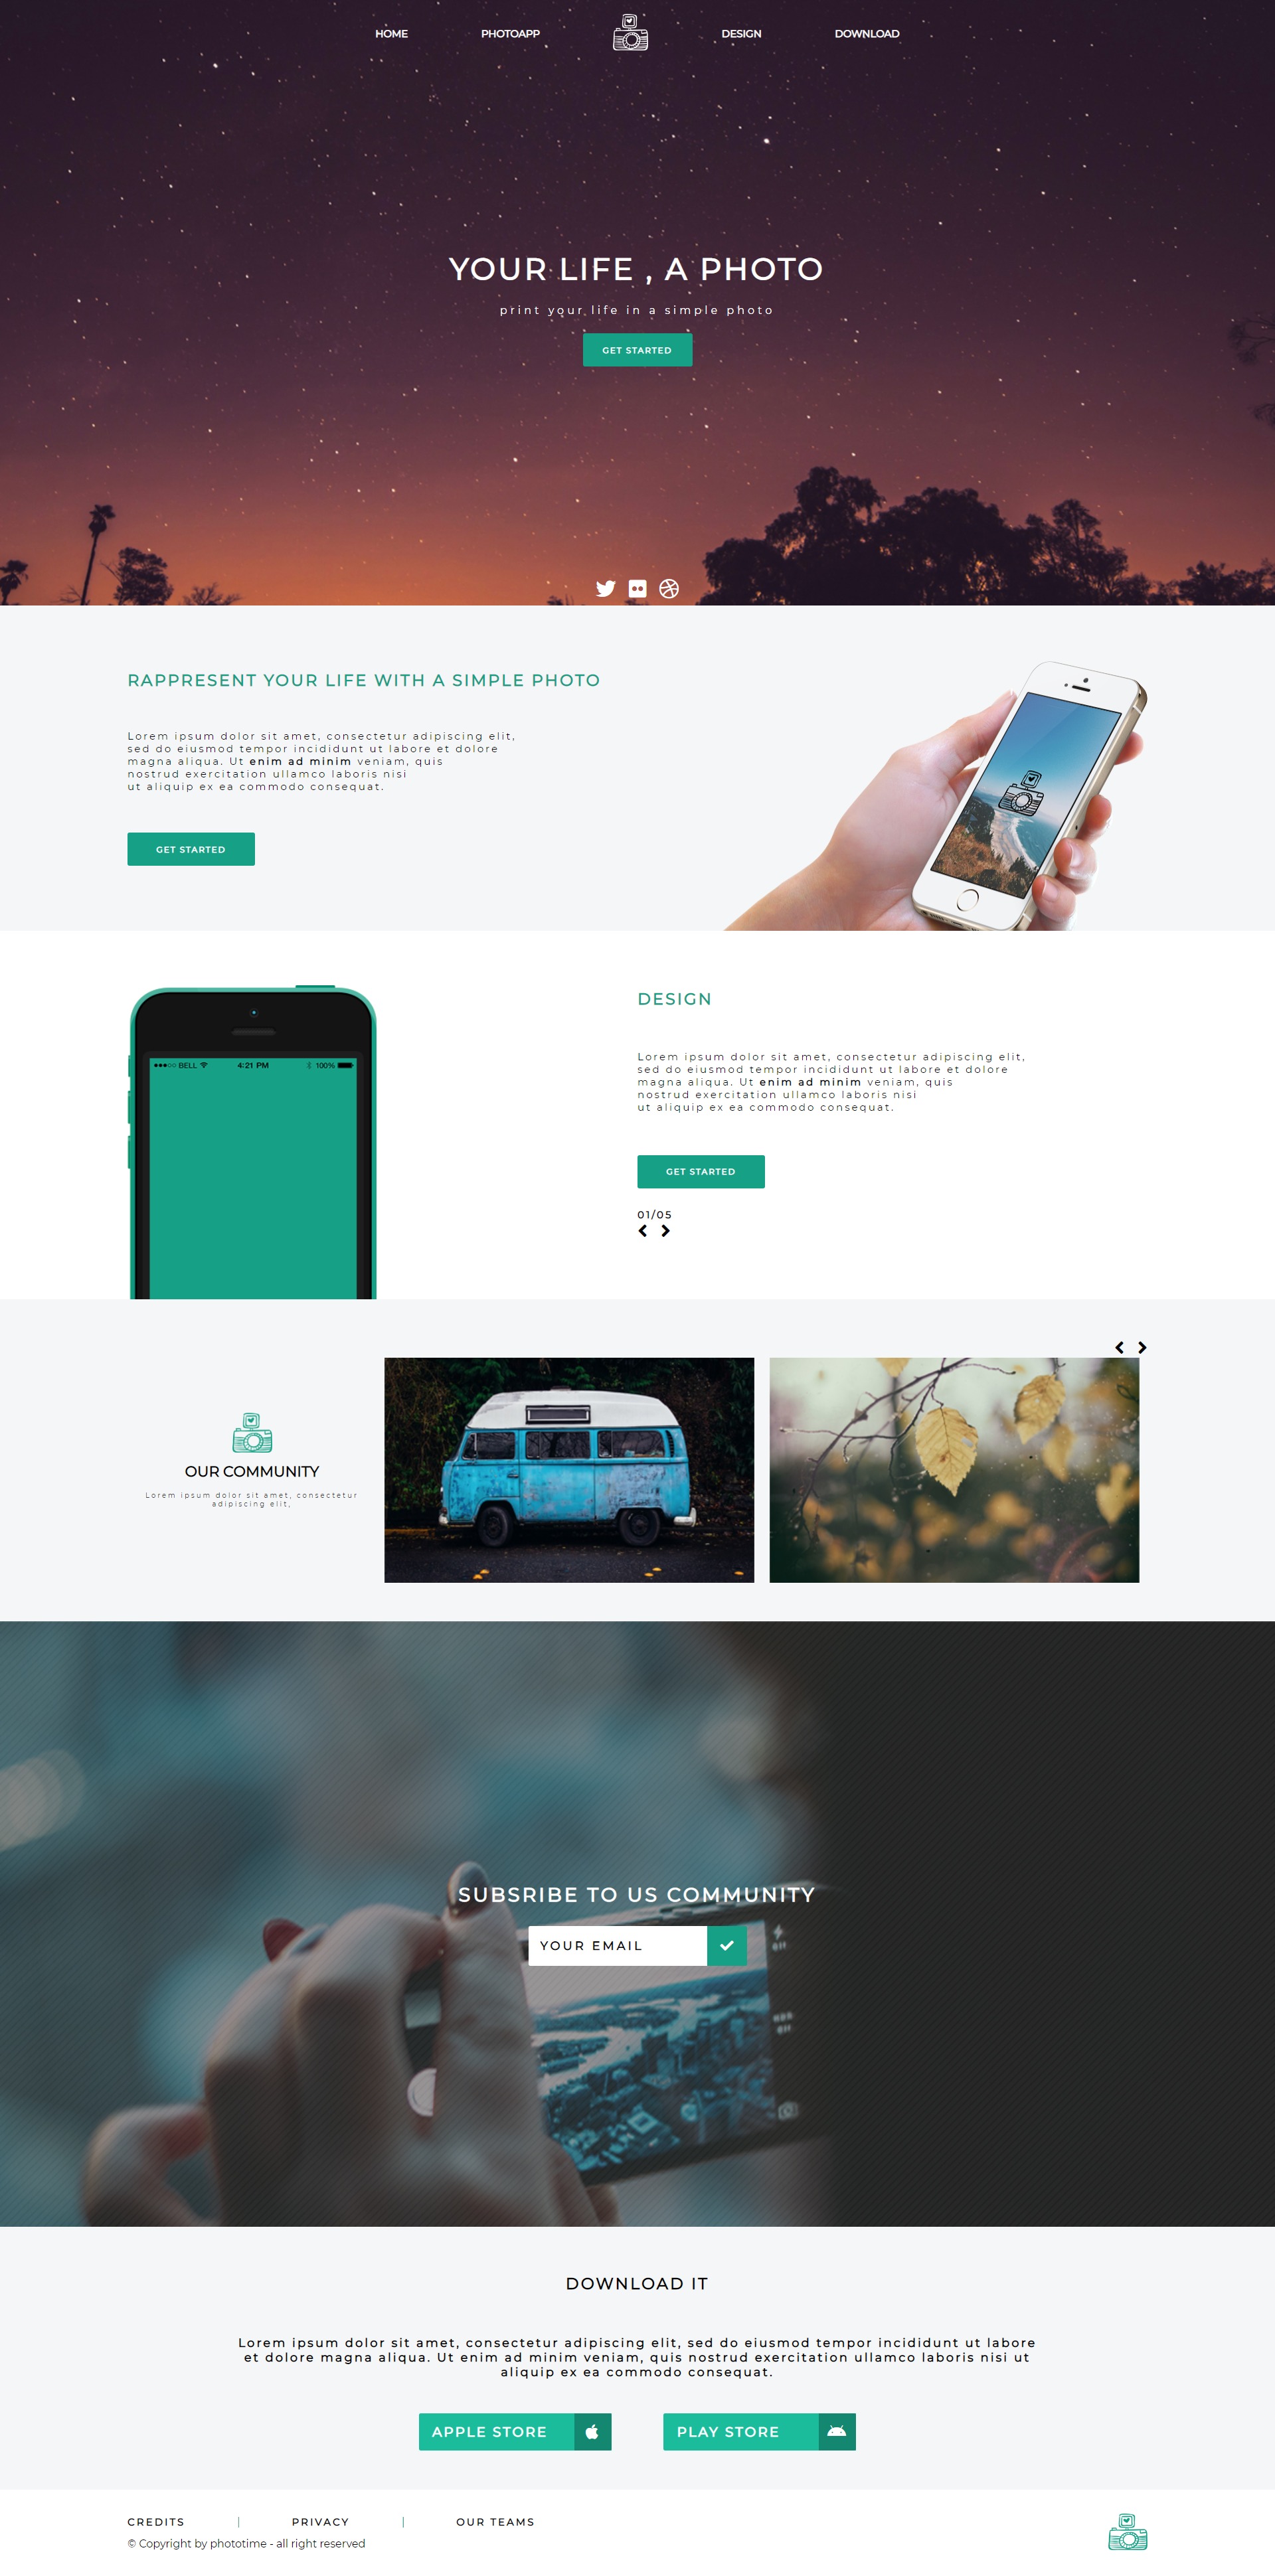 HOME
PHOTOAPP
DESIGN
DOWNLOAD
YOUR LIFE , A PHOTO
print your life in a simple photo
GET STARTED
RAPPRESENT YOUR LIFE WITH A SIMPLE PHOTO
Lorem ipsum dolor sit amet, consectetur adipiscing elit,
sed do eiusmod tempor incididunt ut labore et dolore
magna aliqua. Ut enim ad minim veniam, quis
nostrud exercitation ullamco laboris nisi
ut aliquip ex ea commodo consequat.
GET STARTED
BELL 4:21 PM 100%
DESIGN
Lorem ipsum dolor sit amet, consectetur adipiscing elit,
sed do eiusmod tempor incididunt ut labore et dolore
magna aliqua. Ut enim ad minim veniam, quis
nostrud exercitation ullamco laboris nisi
ut aliquip ex ea commodo consequat.
GET STARTED
01/05
OUR COMMUNITY
Lorem ipsum dolor sit amet, consectetur
adipiscing elit,
SUBSRIBE TO US COMMUNITY
YOUR EMAIL
Off
HDR
Off
DOWNLOAD IT
Lorem ipsum dolor sit amet, consectetur adipiscing elit, sed do eiusmod tempor incididunt ut labore
et dolore magna aliqua. Ut enim ad minim veniam, quis nostrud exercitation ullamco laboris nisi ut
aliquip ex ea commodo consequat.
APPLE STORE
PLAY STORE
CREDITS | PRIVACY | OUR TEAMS
© Copyright by phototime - all right reserved